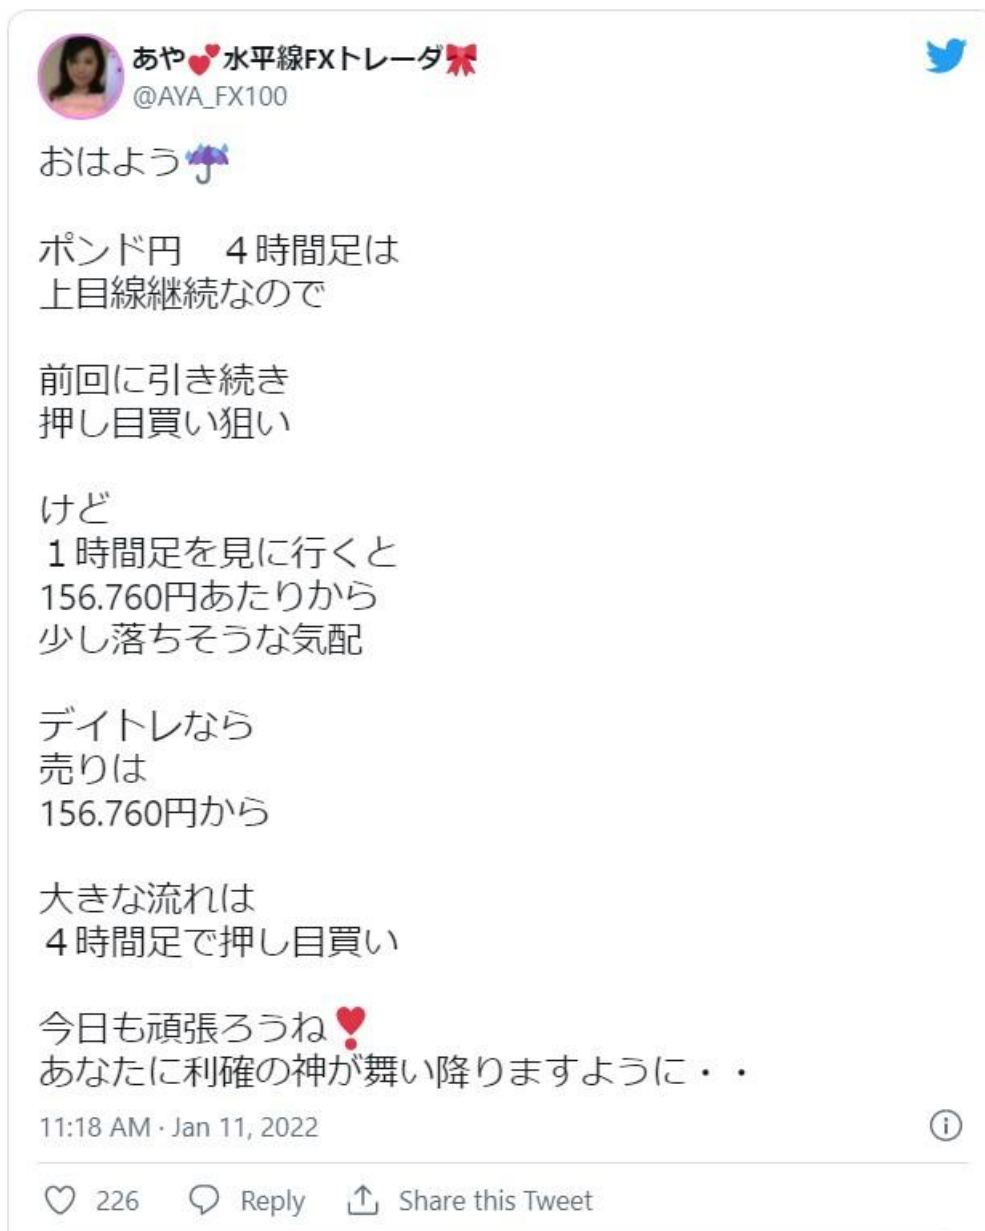 あや💕水平線FXトレーダ🎀
@AYA_FX100
おはよう☔
ポンド円　４時間足は
上目線継続なので
前回に引き続き
押し目買い狙い
けど
１時間足を見に行くと
156.760円あたりから
少し落ちそうな気配
デイトレなら
売りは
156.760円から
大きな流れは
４時間足で押し目買い
今日も頑張ろうね❣
あなたに利確の神が舞い降りますように・・
11:18 AM · Jan 11, 2022
226 Reply Share this Tweet